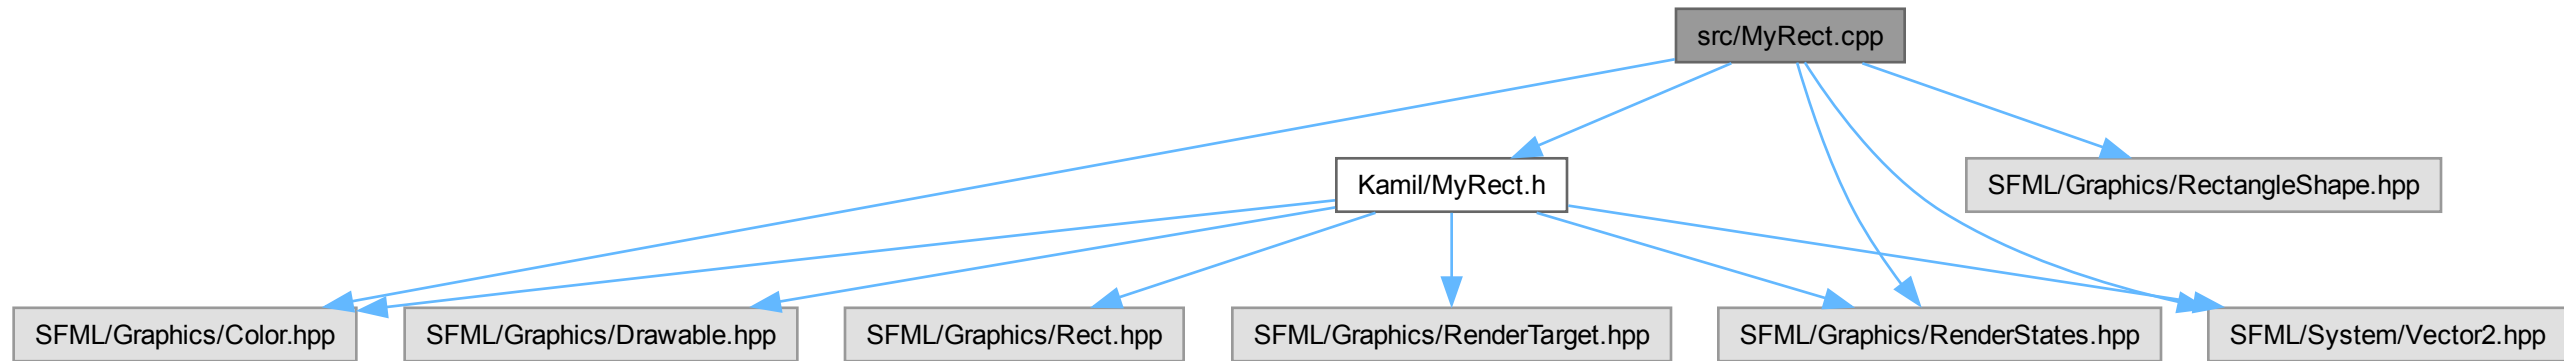 src/MyRect.cpp
Kamil/MyRect.h
SFML/Graphics/RectangleShape.hpp
SFML/Graphics/Color.hpp
SFML/Graphics/Drawable.hpp
SFML/Graphics/Rect.hpp
SFML/Graphics/RenderTarget.hpp
SFML/Graphics/RenderStates.hpp
SFML/System/Vector2.hpp